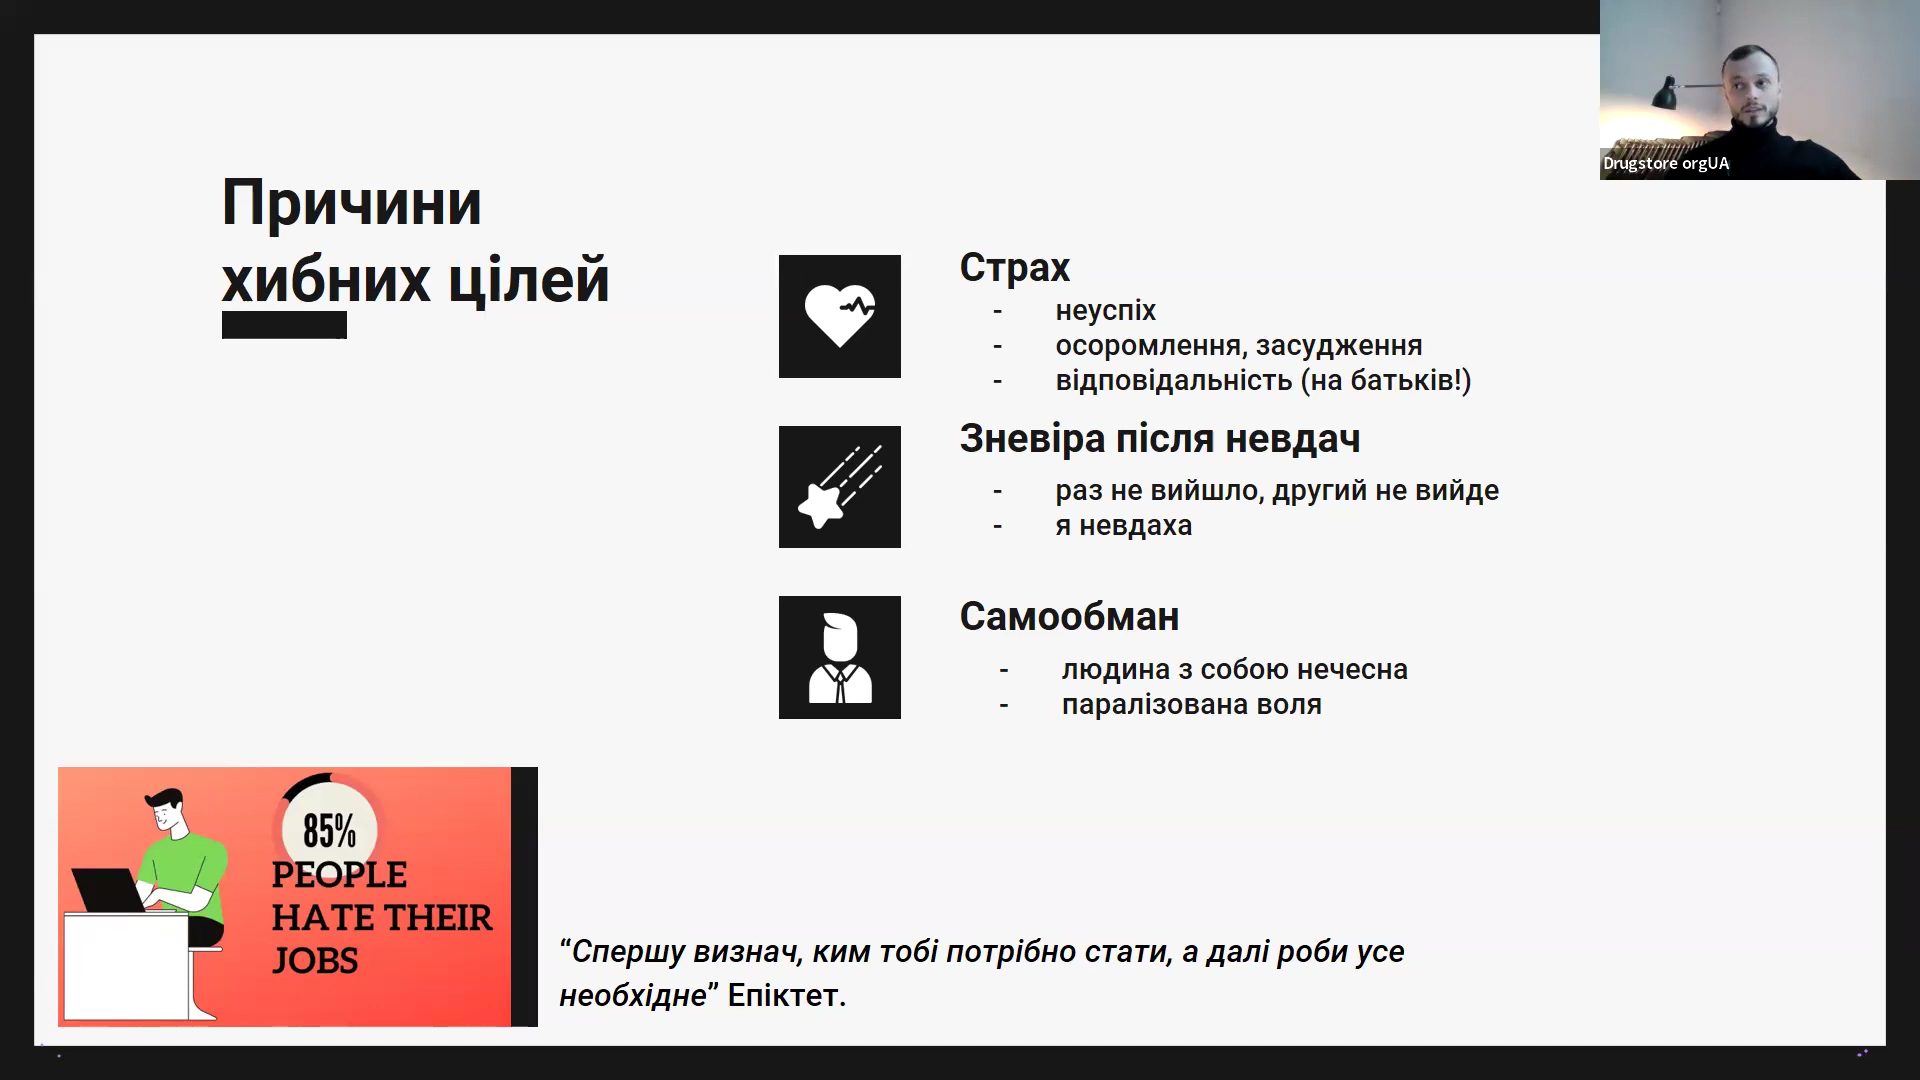 Drugstore orgUA
Причини
хибних цілей
Страх
- неуспіх
- осоромлення, засудження
- відповідальність (на батьків!)
Зневіра після невдач
- раз не вийшло, другий не вийде
- я невдаха
Самообман
- людина з собою нечесна
- паралізована воля
85%
PEOPLE
HATE THEIR
JOBS
“Спершу визнач, ким тобі потрібно стати, а далі роби усе
необхідне” Епіктет.